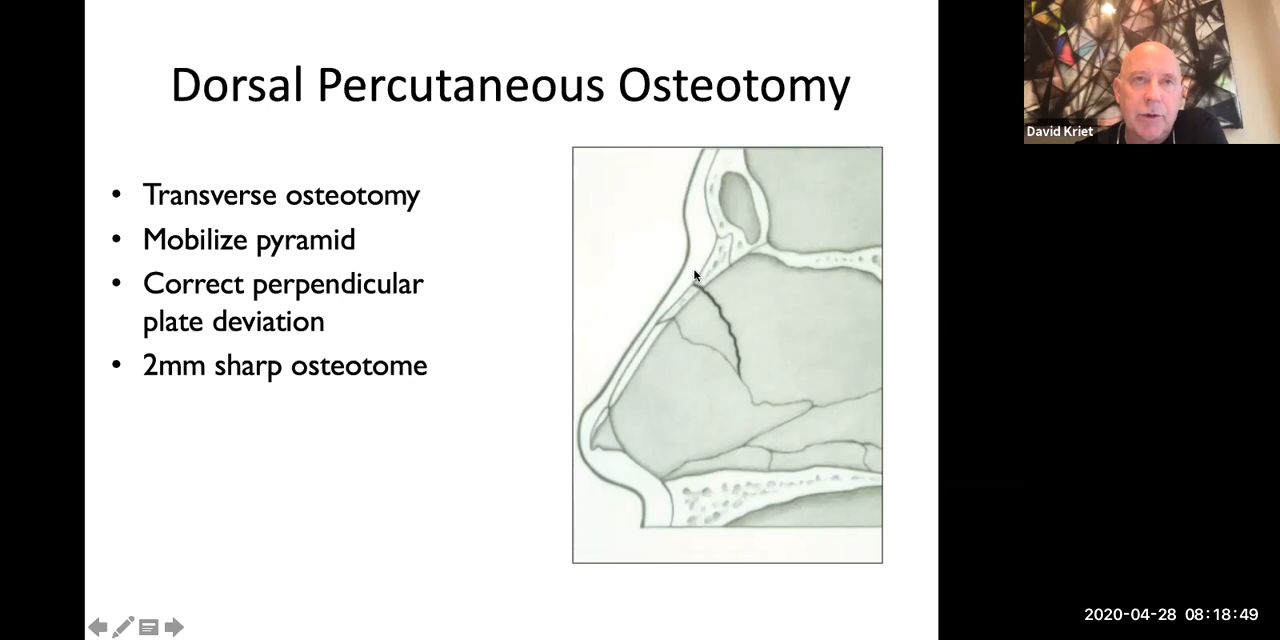 Dorsal Percutaneous Osteotomy
• Transverse osteotomy
• Mobilize pyramid
• Correct perpendicular
plate deviation
• 2mm sharp osteotome
David Kriet
2020-04-28 08:18:49